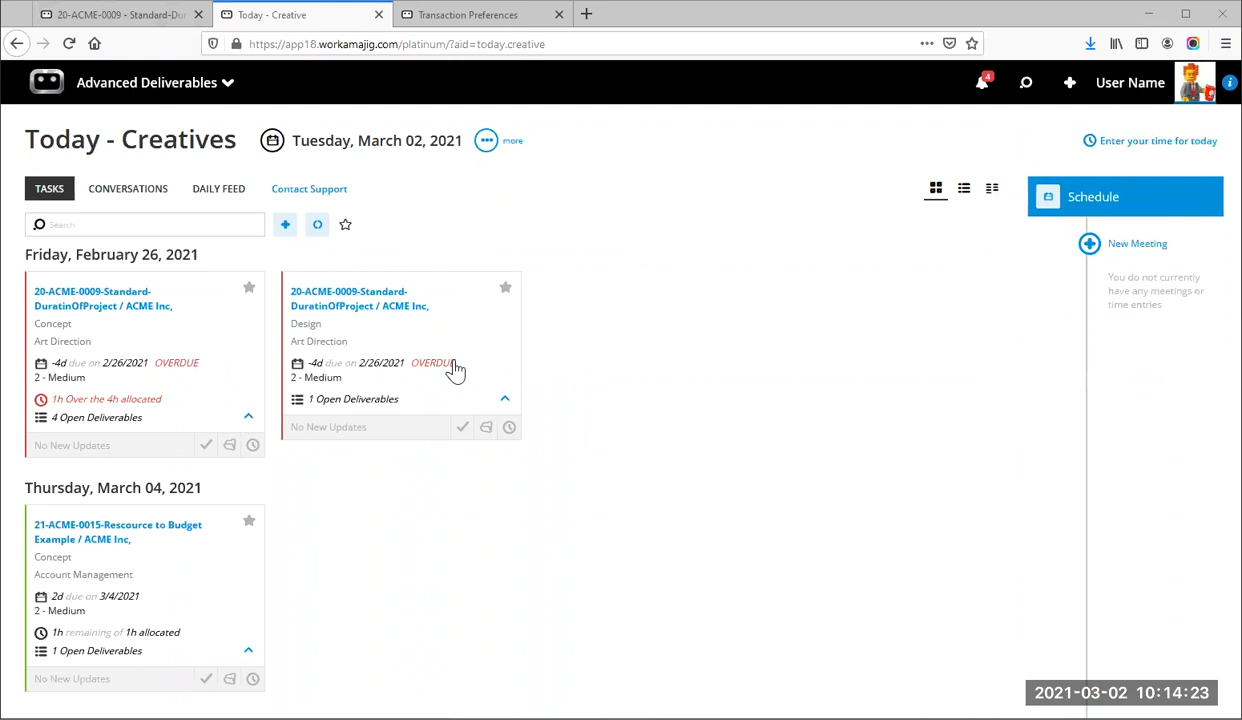 20-ACME-0009 - Standard-Du
Today - Creative
Transaction Preferences
https://app18.workamajig.com/platinum/?aid=today.creative
Advanced Deliverables
4
User Name
Today - Creatives
Tuesday, March 02, 2021
more
Enter your time for today
TASKS
CONVERSATIONS
DAILY FEED
Contact Support
Schedule
Search
New Meeting
You do not currently
have any meetings or
time entries
Friday, February 26, 2021
20-ACME-0009-Standard-
DuratinOfProject / ACME Inc,
Concept
Art Direction
-4d due on 2/26/2021 OVERDUE
2 - Medium
1h Over the 4h allocated
4 Open Deliverables
No New Updates
20-ACME-0009-Standard-
DuratinOfProject / ACME Inc,
Design
Art Direction
-4d due on 2/26/2021 OVERDUE
2 - Medium
1 Open Deliverables
No New Updates
Thursday, March 04, 2021
21-ACME-0015-Rescource to Budget
Example / ACME Inc,
Concept
Account Management
2d due on 3/4/2021
2 - Medium
1h remaining of 1h allocated
1 Open Deliverables
No New Updates
2021-03-02 10:14:23